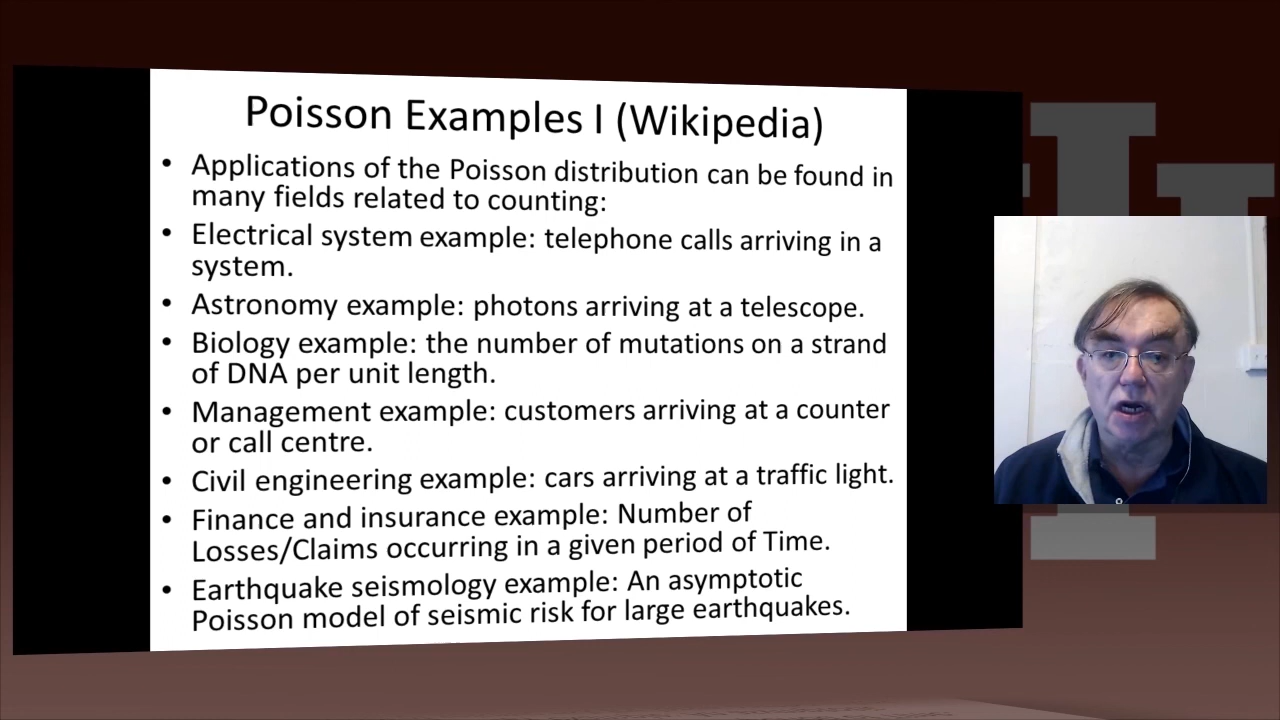 Poisson Examples I (Wikipedia)
• Applications of the Poisson distribution can be found in
many fields related to counting:
• Electrical system example: telephone calls arriving in a
system.
• Astronomy example: photons arriving at a telescope.
• Biology example: the number of mutations on a strand
of DNA per unit length.
• Management example: customers arriving at a counter
or call centre.
• Civil engineering example: cars arriving at a traffic light.
• Finance and insurance example: Number of
Losses/Claims occurring in a given period of Time.
• Earthquake seismology example: An asymptotic
Poisson model of seismic risk for large earthquakes.